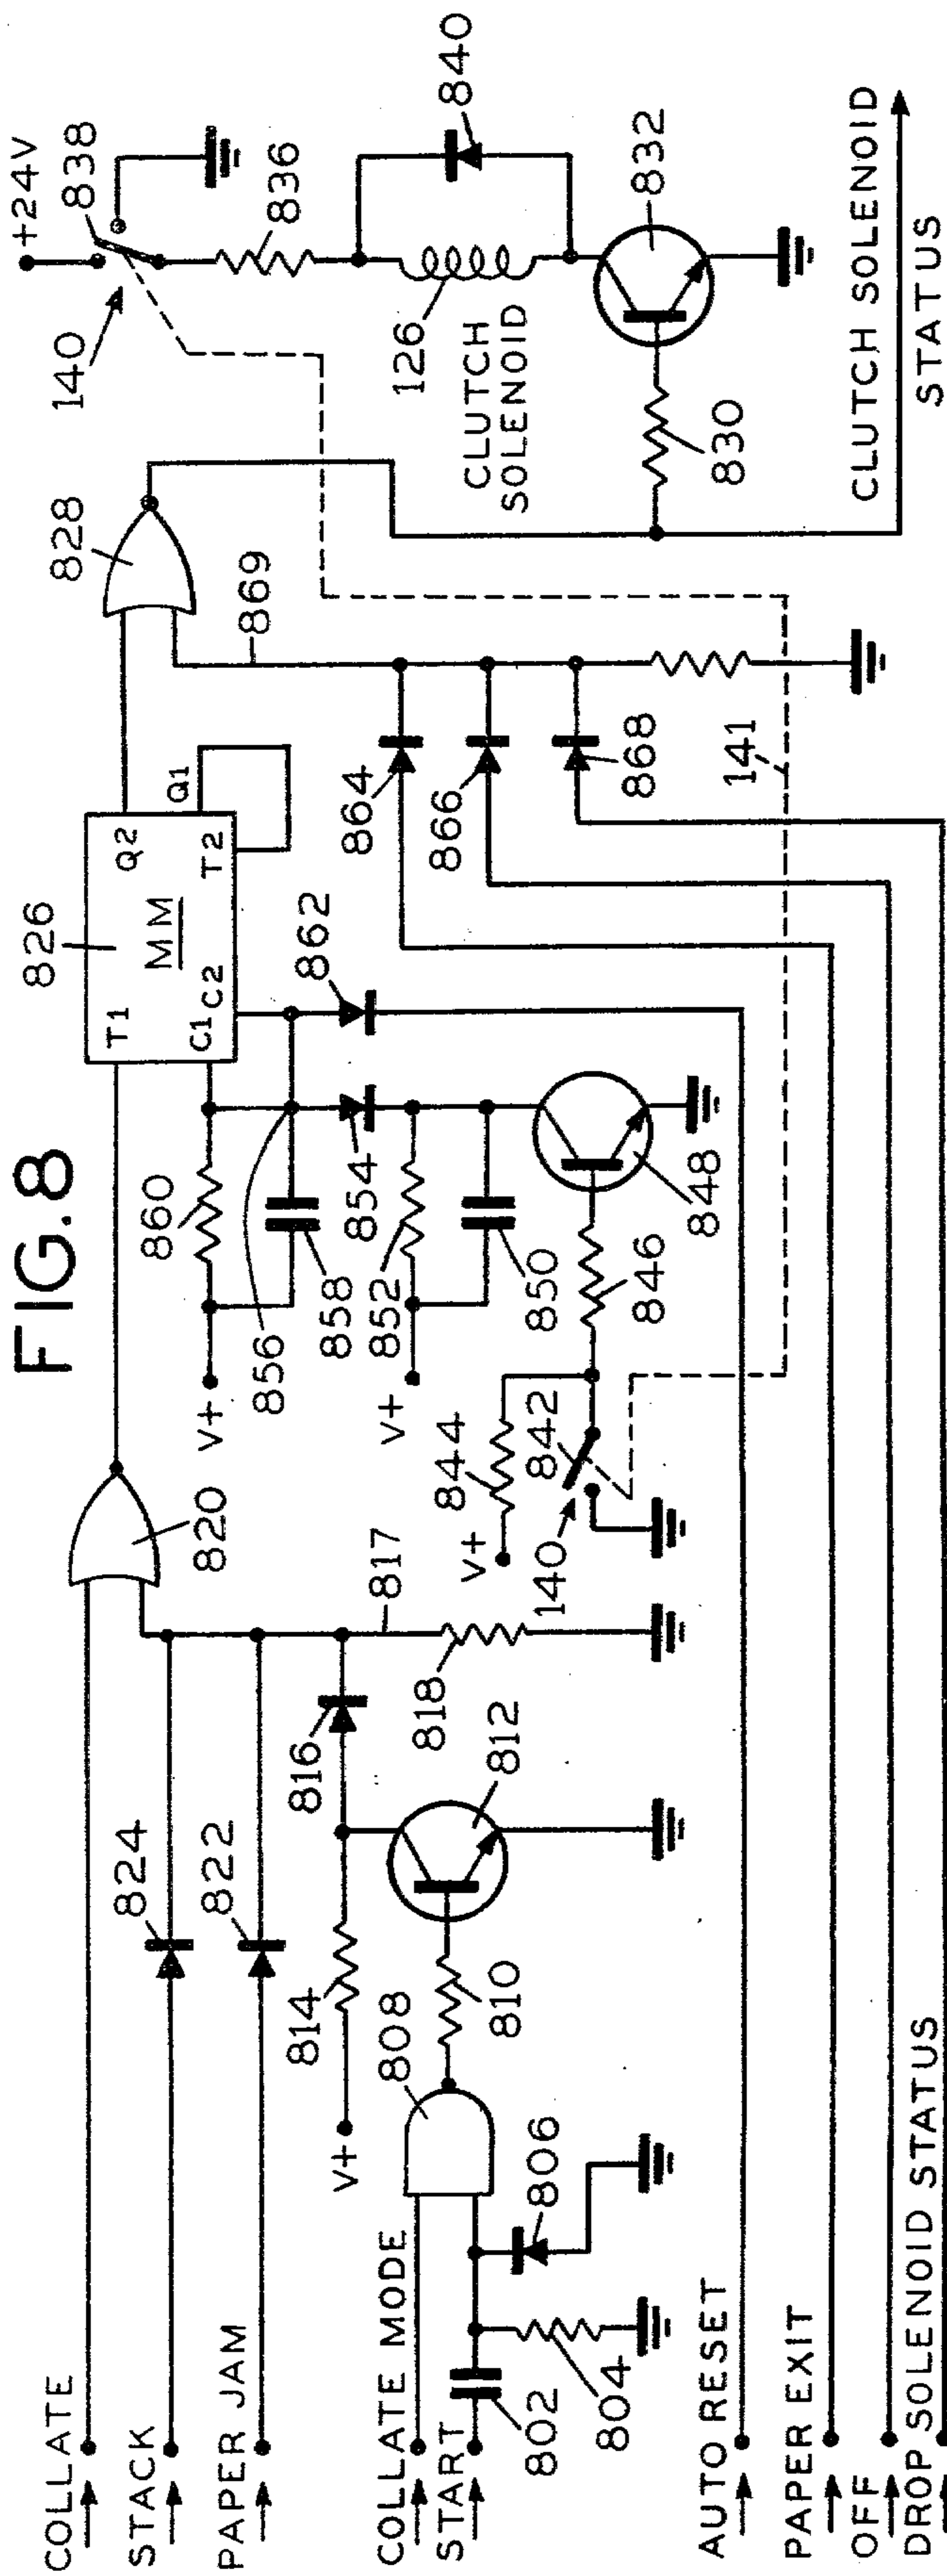 FIG.8
COLLATE
STACK
PAPER JAM
824
822
814
V+
816
817
818
812
808
810
COLLATE MODE
START
802
804
806
820
826
T1
MM
Q2
Q1
T2
C1
C2
V+
860
856
858
854
V+
852
850
862
V+
844
842
140
846
848
828
869
864
866
868
141
+24V
838
140
836
840
126
CLUTCH
SOLENOID
832
830
CLUTCH SOLENOID
STATUS
AUTO RESET
PAPER EXIT
OFF
DROP SOLENOID STATUS